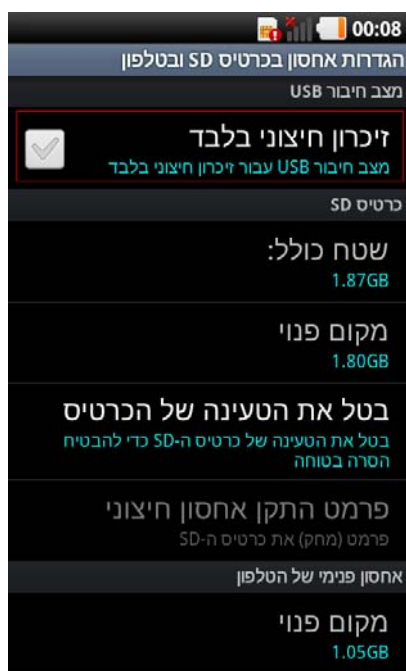 00:08
הגדרות אחסון בכרטיס SD ובטלפון
מצב חיבור USB
זיכרון חיצוני בלבד
מצב חיבור USB עבור זיכרון חיצוני בלבד
כרטיס SD
שטח כולל:
1.87GB
מקום פנוי
1.80GB
בטל את הטעינה של הכרטיס
בטל את הטעינה של כרטיס ה-SD כדי להבטיח
הסרה בטוחה
פרמט התקן אחסון חיצוני
פרמט (מחק) את כרטיס ה-SD
אחסון פנימי של הטלפון
מקום פנוי
1.05GB